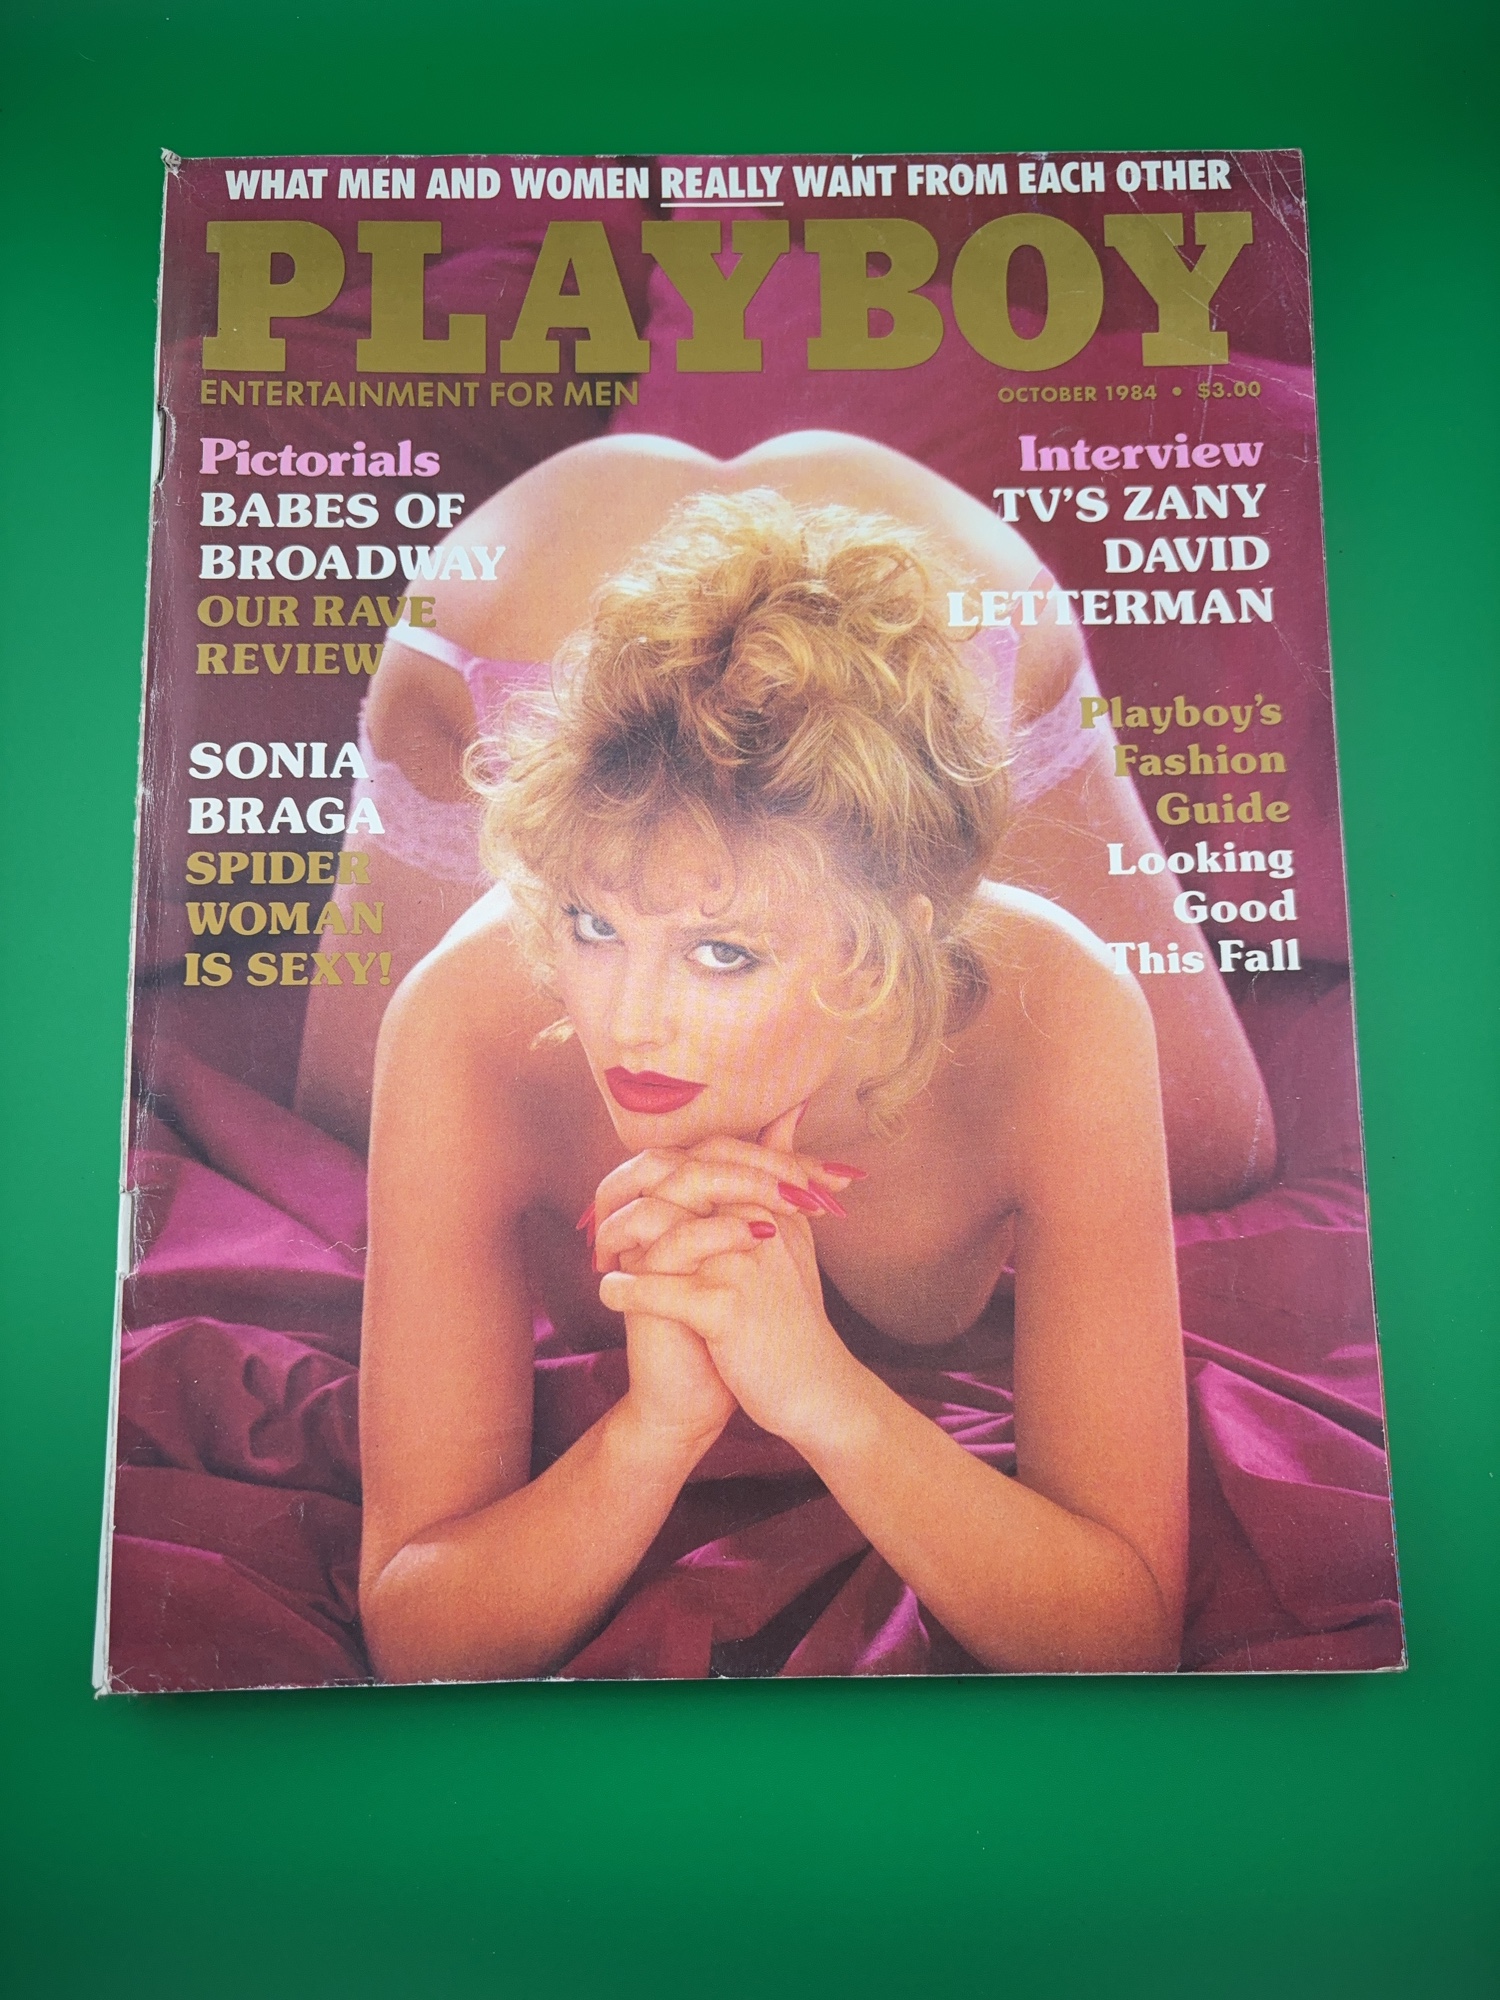 WHAT MEN AND WOMEN REALLY WANT FROM EACH OTHER
PLAYBOY
ENTERTAINMENT FOR MEN
OCTOBER 1984 • $3.00
Pictorials
BABES OF
BROADWAY
OUR RAVE
REVIEW
SONIA
BRAGA
SPIDER
WOMAN
IS SEXY!
Interview
TV'S ZANY
DAVID
LETTERMAN
Playboy's
Fashion
Guide
Looking
Good
This Fall